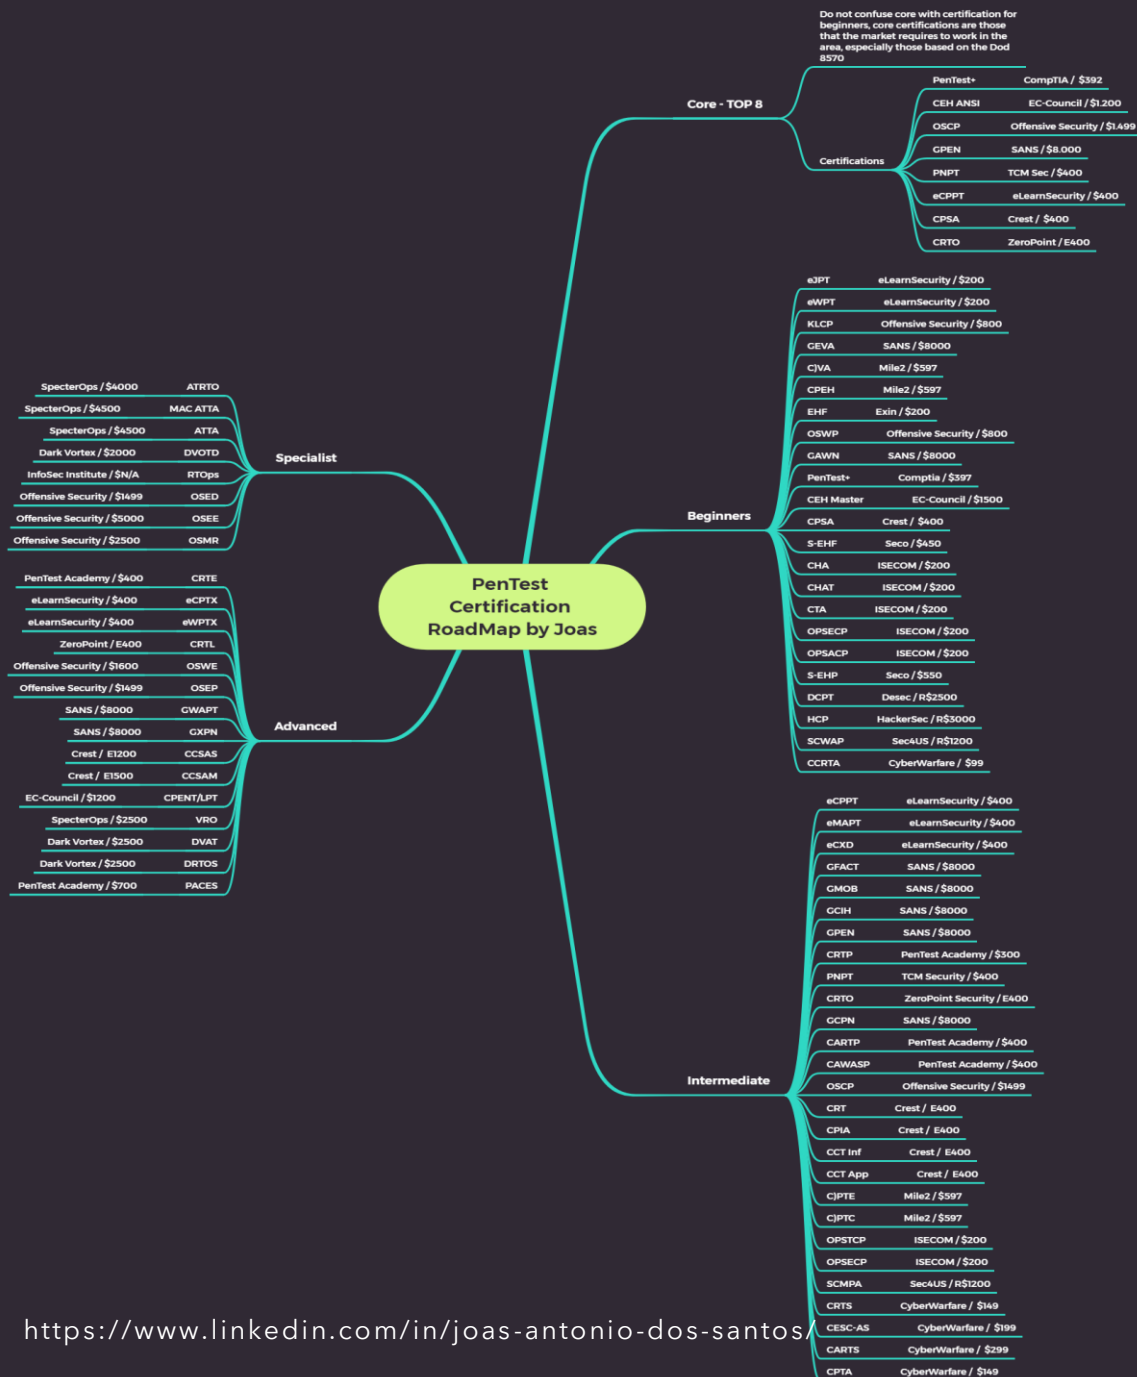 Do not confuse core with certification for
beginners, core certifications are those
that the market requires to work in the
area, especially those based on the Dod
8570
Core - TOP 8
Certifications
PenTest+ CompTIA / $392
CEH ANSI EC-Council / $1.200
OSCP Offensive Security / $1.499
GPEN SANS / $8.000
PNPT TCM Sec / $400
eCPPT eLearnSecurity / $400
CPSA Crest / $400
CRTO ZeroPoint / E400
Beginners
eJPT eLearnSecurity / $200
eWPT eLearnSecurity / $200
KLCP Offensive Security / $800
GEVA SANS / $8000
C)VA Mile2 / $597
CPEH Mile2 / $597
EHF Exin / $200
OSWP Offensive Security / $800
GAWN SANS / $8000
PenTest+ Comptia / $397
CEH Master EC-Council / $1500
CPSA Crest / $400
S-EHF Seco / $450
CHA ISECOM / $200
CHAT ISECOM / $200
CTA ISECOM / $200
OPSECP ISECOM / $200
OPSACP ISECOM / $200
S-EHP Seco / $550
DCPT Desec / R$2500
HCP HackerSec / R$3000
SCWAP Sec4US / R$1200
CCRTA CyberWarfare / $99
Specialist
SpecterOps / $4000 ATRTO
SpecterOps / $4500 MAC ATTA
SpecterOps / $4500 ATTA
Dark Vortex / $2000 DVOTD
InfoSec Institute / $N/A RTOps
Offensive Security / $1499 OSED
Offensive Security / $5000 OSEE
Offensive Security / $2500 OSMR
PenTest
Certification
RoadMap by Joas
Advanced
PenTest Academy / $400 CRTE
eLearnSecurity / $400 eCPTX
eLearnSecurity / $400 eWPTX
ZeroPoint / E400 CRTL
Offensive Security / $1600 OSWE
Offensive Security / $1499 OSEP
SANS / $8000 GWAPT
SANS / $8000 GXPN
Crest / E1200 CCSAS
Crest / E1500 CCSAM
EC-Council / $1200 CPENT/LPT
SpecterOps / $2500 VRO
Dark Vortex / $2500 DVAT
Dark Vortex / $2500 DRTOS
PenTest Academy / $700 PACES
Intermediate
eCPPT eLearnSecurity / $400
eMAPT eLearnSecurity / $400
eCXD eLearnSecurity / $400
GFACT SANS / $8000
GMOB SANS / $8000
GCIH SANS / $8000
GPEN SANS / $8000
CRTP PenTest Academy / $300
PNPT TCM Security / $400
CRTO ZeroPoint Security / E400
GCPN SANS / $8000
CARTP PenTest Academy / $400
CAWASP PenTest Academy / $400
OSCP Offensive Security / $1499
CRT Crest / E400
CPIA Crest / E400
CCT Inf Crest / E400
CCT App Crest / E400
C)PTE Mile2 / $597
C)PTC Mile2 / $597
OPSTCP ISECOM / $200
OPSECP ISECOM / $200
SCMPA Sec4US / R$1200
CRTS CyberWarfare / $149
CESC-AS CyberWarfare / $199
CARTS CyberWarfare / $299
CPTA CyberWarfare / $149
https://www.linkedin.com/in/joas-antonio-dos-santos/